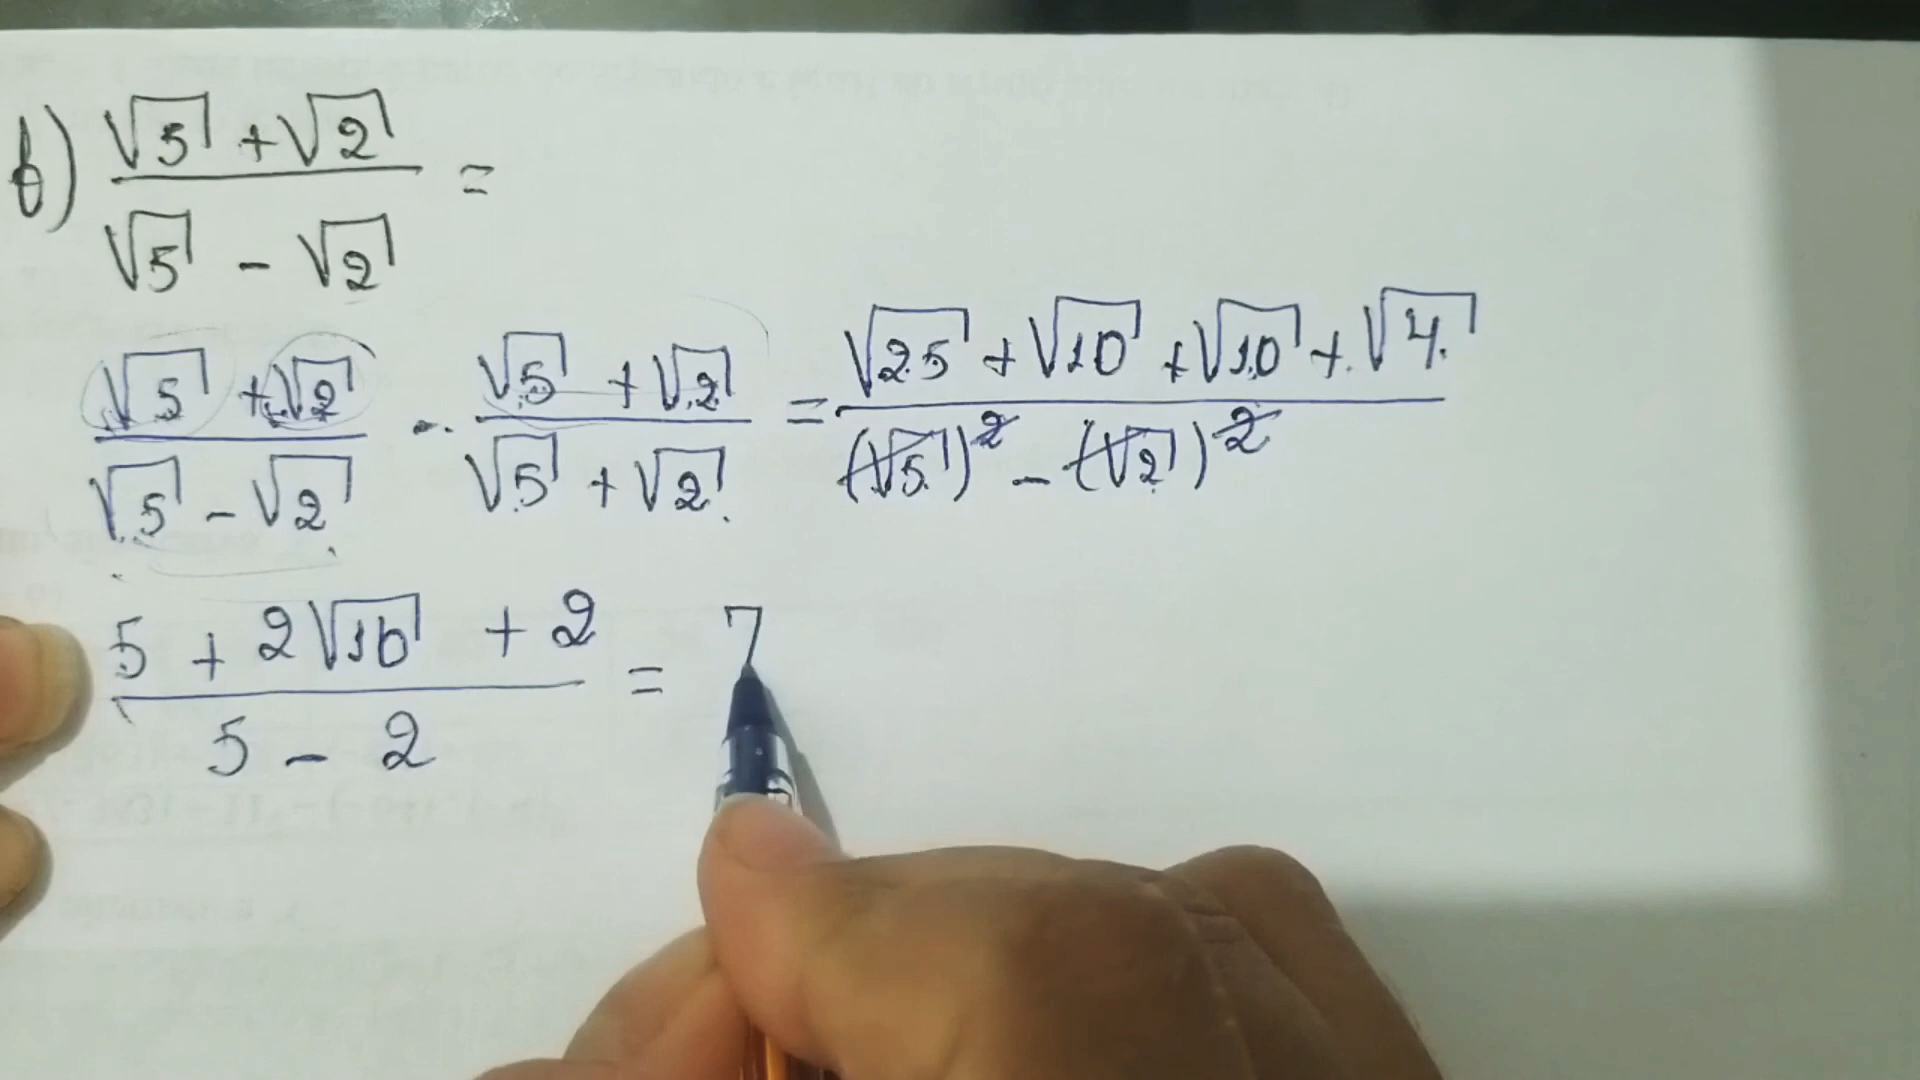 b) (√5 + √2)/(√5 - √2) =
(√5 + √2)/(√5 - √2) · (√5 + √2)/(√5 + √2) = (√25 + √10 + √10 + √4)/((√5)² - (√2)²)
(5 + 2√10 + 2)/(5 - 2) = 7